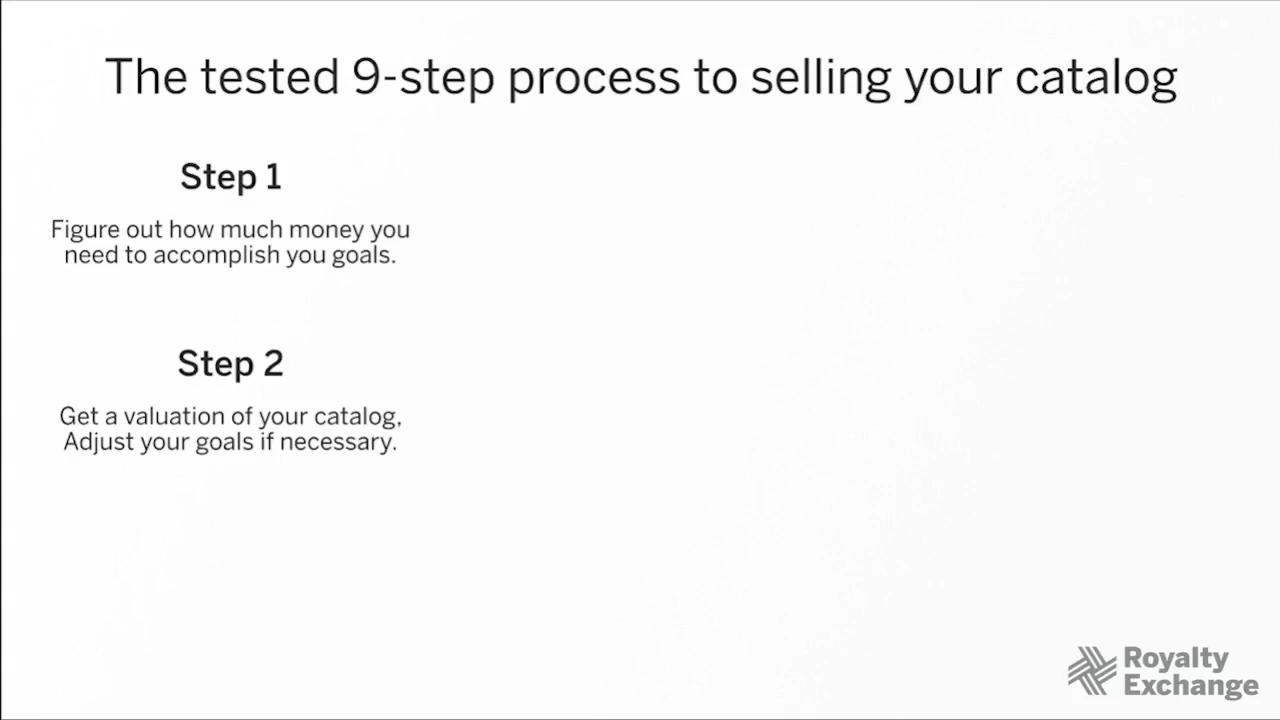 The tested 9-step process to selling your catalog
Step 1
Figure out how much money you
need to accomplish you goals.
Step 2
Get a valuation of your catalog,
Adjust your goals if necessary.
Royalty
Exchange